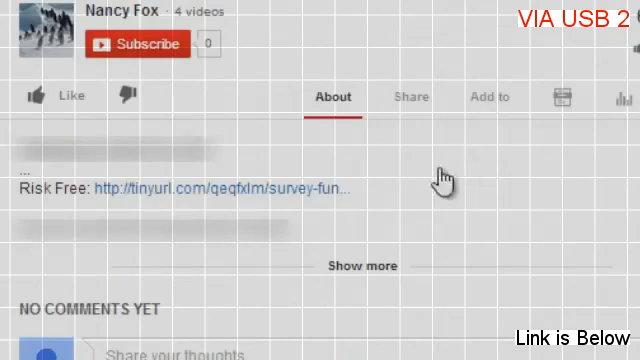 Nancy Fox · 4 videos
VIA USB 2
Subscribe 0
Like
About Share Add to
...
Risk Free: http://tinyurl.com/qeqfxlm/survey-fun...
Show more
NO COMMENTS YET
Link is Below
Share your thoughts